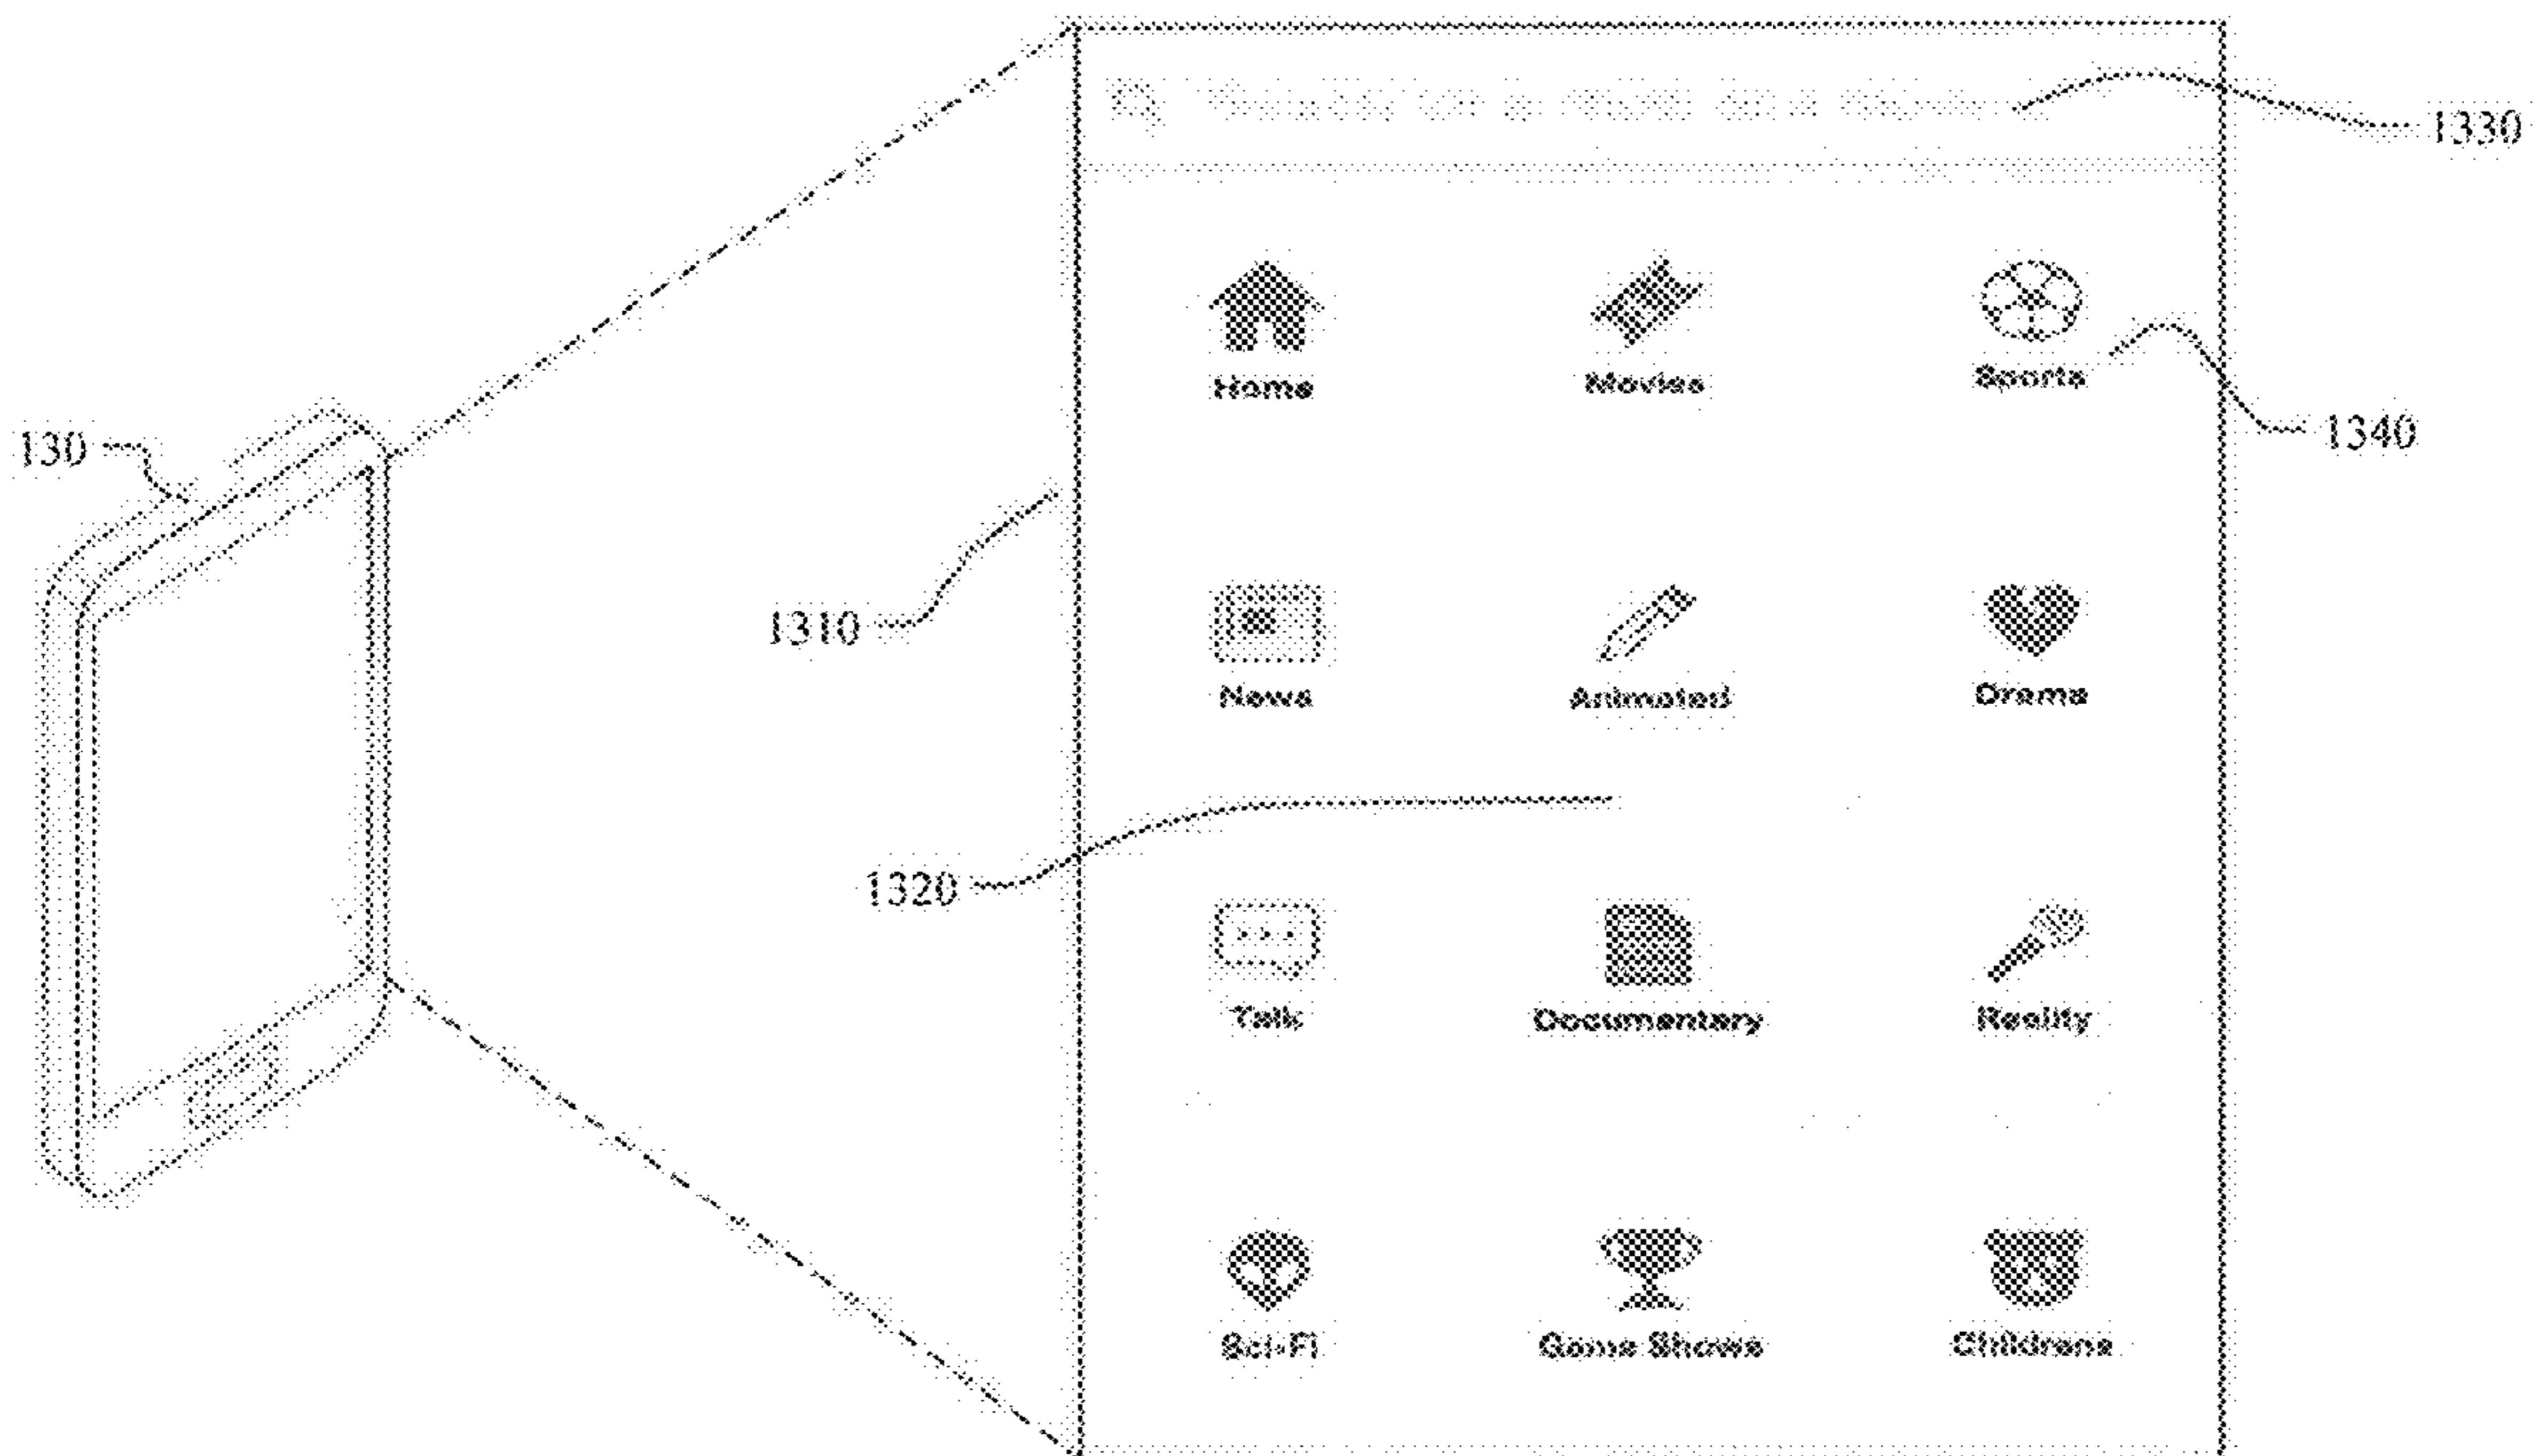 1330
Home Movies Sports
1340
130
1310
News Animated Drama
1320
Talk Documentary Reality
Sci-Fi Game Shows Childrens